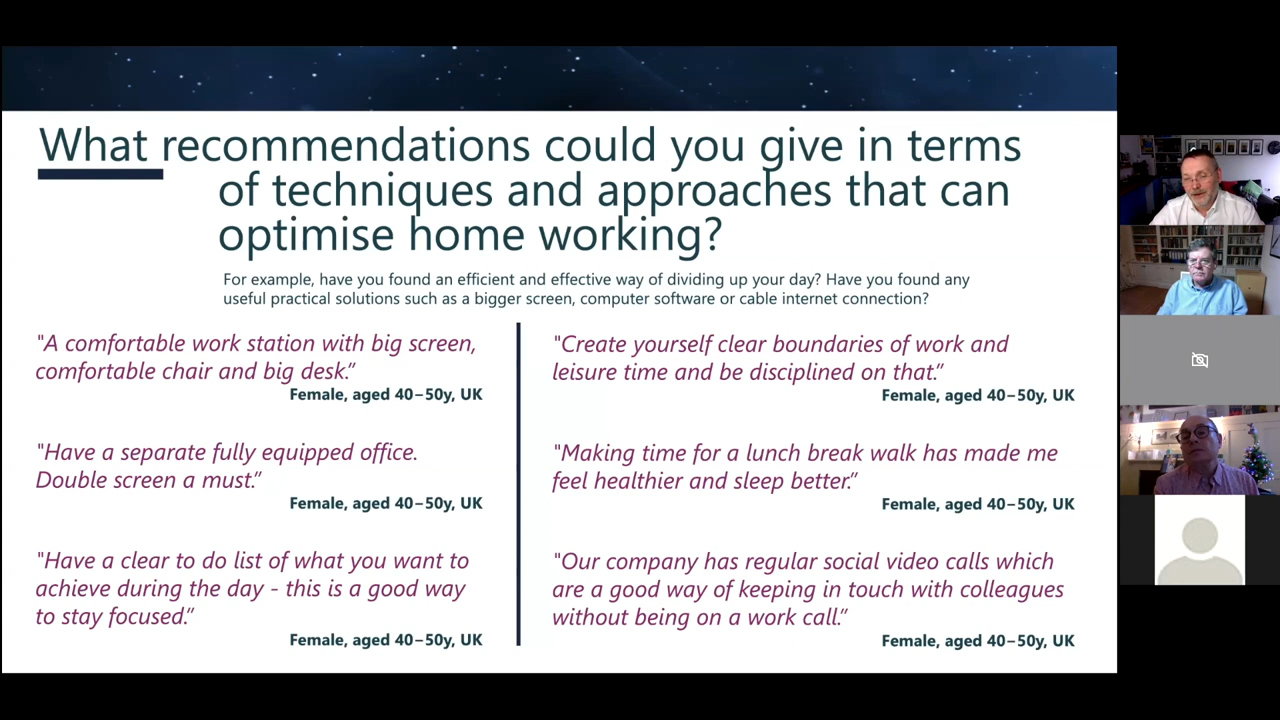 What recommendations could you give in terms
of techniques and approaches that can
optimise home working?
For example, have you found an efficient and effective way of dividing up your day? Have you found any
useful practical solutions such as a bigger screen, computer software or cable internet connection?
"A comfortable work station with big screen,
comfortable chair and big desk."
Female, aged 40–50y, UK
"Have a separate fully equipped office.
Double screen a must."
Female, aged 40–50y, UK
"Have a clear to do list of what you want to
achieve during the day - this is a good way
to stay focused."
Female, aged 40–50y, UK
"Create yourself clear boundaries of work and
leisure time and be disciplined on that."
Female, aged 40–50y, UK
"Making time for a lunch break walk has made me
feel healthier and sleep better."
Female, aged 40–50y, UK
"Our company has regular social video calls which
are a good way of keeping in touch with colleagues
without being on a work call."
Female, aged 40–50y, UK